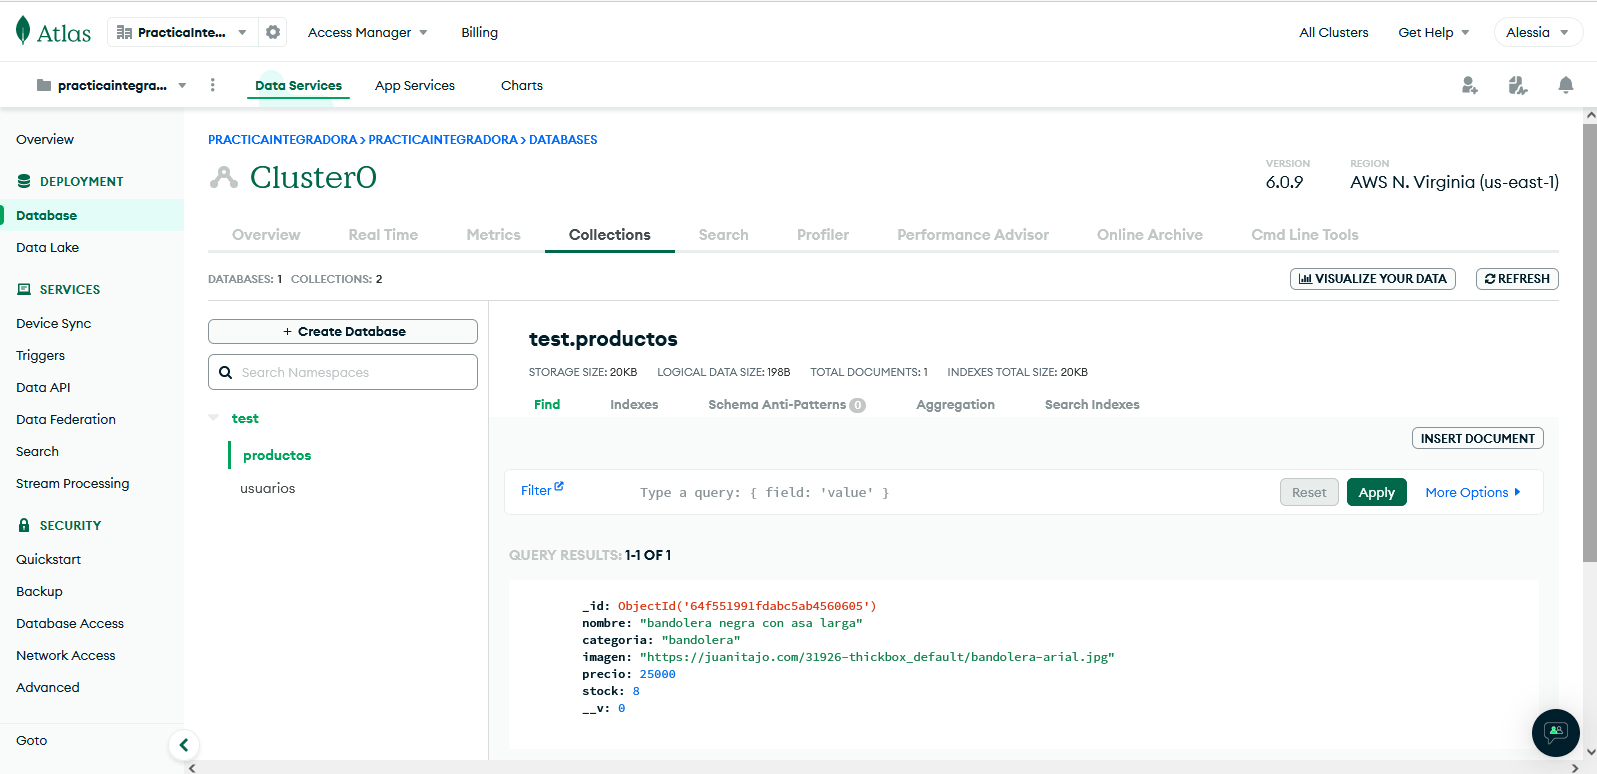 Atlas
PracticaInte...
Access Manager
Billing
All Clusters
Get Help
Alessia
practicaintegra...
Data Services
App Services
Charts
Overview
DEPLOYMENT
Database
Data Lake
SERVICES
Device Sync
Triggers
Data API
Data Federation
Search
Stream Processing
SECURITY
Quickstart
Backup
Database Access
Network Access
Advanced
Goto
PRACTICAINTEGRADORA > PRACTICAINTEGRADORA > DATABASES
Cluster0
VERSION
6.0.9
REGION
AWS N. Virginia (us-east-1)
Overview
Real Time
Metrics
Collections
Search
Profiler
Performance Advisor
Online Archive
Cmd Line Tools
DATABASES: 1 COLLECTIONS: 2
VISUALIZE YOUR DATA
REFRESH
+ Create Database
Search Namespaces
test
productos
usuarios
test.productos
STORAGE SIZE: 20KB LOGICAL DATA SIZE: 198B TOTAL DOCUMENTS: 1 INDEXES TOTAL SIZE: 20KB
Find
Indexes
Schema Anti-Patterns 0
Aggregation
Search Indexes
INSERT DOCUMENT
Filter
Type a query: { field: 'value' }
Reset
Apply
More Options
QUERY RESULTS: 1-1 OF 1
_id: ObjectId('64f551991fdabc5ab4560605')
nombre: "bandolera negra con asa larga"
categoria: "bandolera"
imagen: "https://juanitajo.com/31926-thickbox_default/bandolera-arial.jpg"
precio: 25000
stock: 8
__v: 0